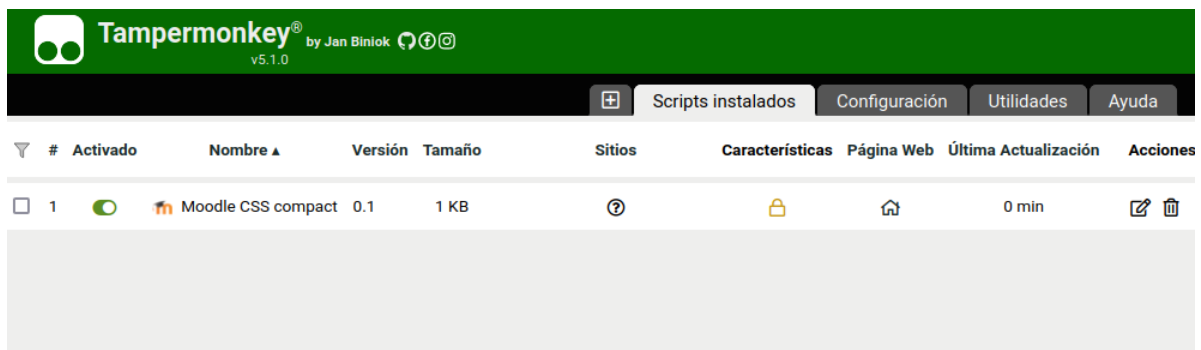 Tampermonkey® by Jan Biniok
v5.1.0
Scripts instalados Configuración Utilidades Ayuda
# Activado Nombre ▴ Versión Tamaño Sitios Características Página Web Última Actualización Acciones
1 Moodle CSS compact 0.1 1 KB 0 min